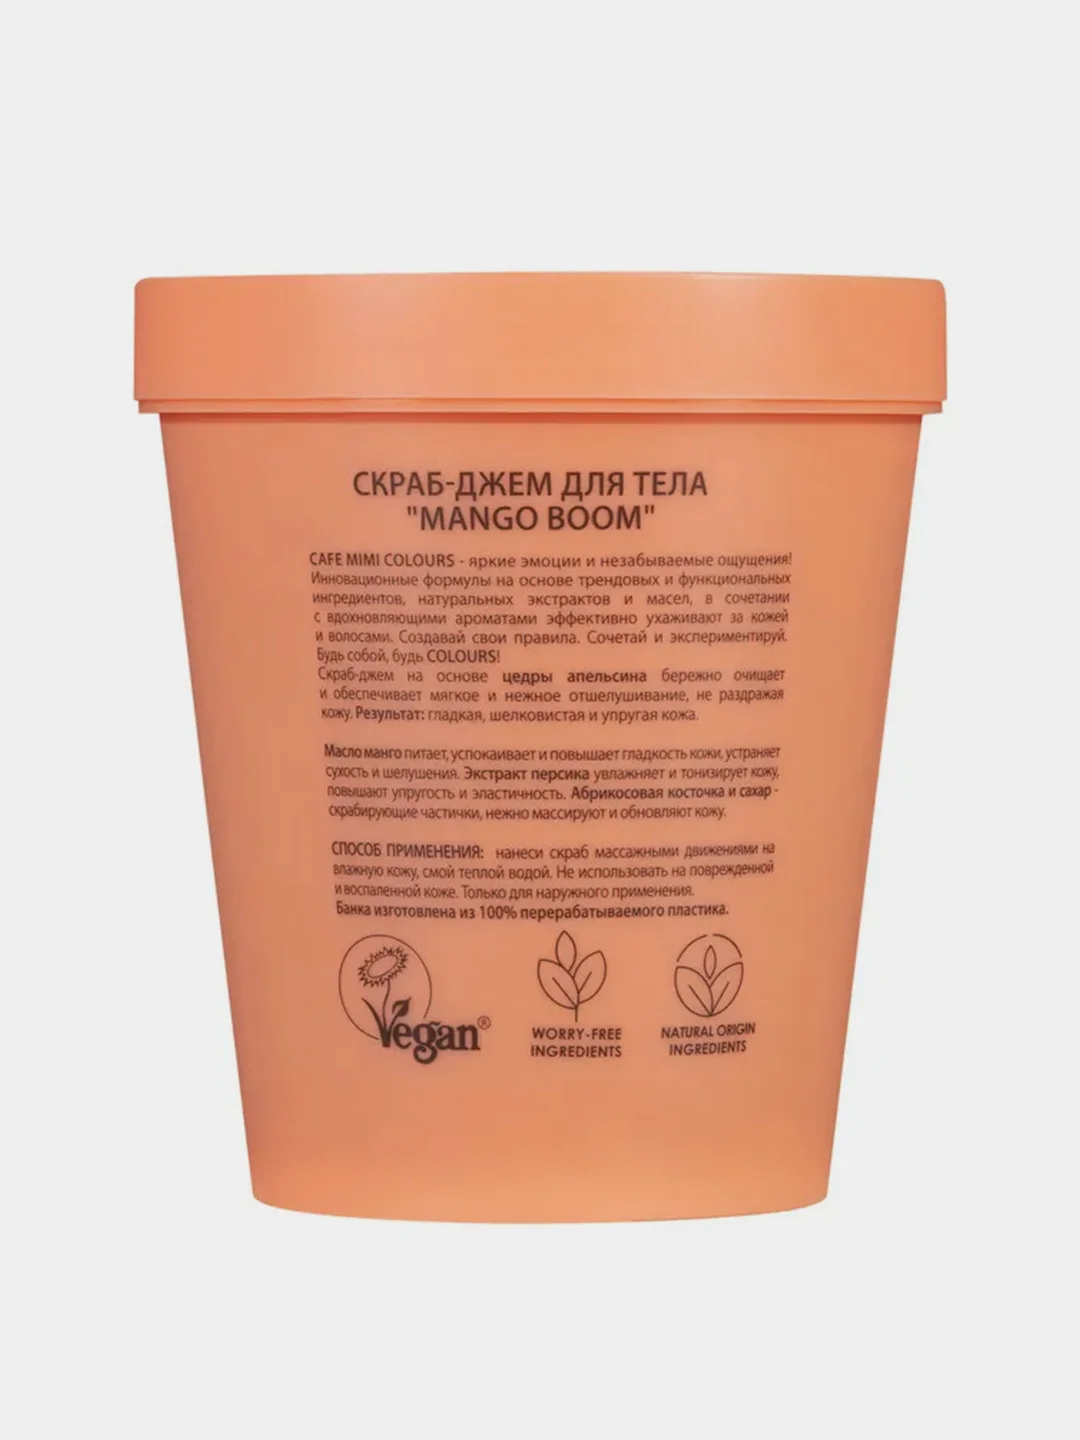 СКРАБ-ДЖЕМ ДЛЯ ТЕЛА
"MANGO BOOM"
CAFE MIMI COLOURS - яркие эмоции и незабываемые ощущения!
Инновационные формулы на основе трендовых и функциональных
ингредиентов, натуральных экстрактов и масел, в сочетании
с вдохновляющими ароматами эффективно ухаживают за кожей
и волосами. Создавай свои правила. Сочетай и экспериментируй.
Будь собой, будь COLOURS!
Скраб-джем на основе цедры апельсина бережно очищает
и обеспечивает мягкое и нежное отшелушивание, не раздражая
кожу. Результат: гладкая, шелковистая и упругая кожа.
Масло манго питает, успокаивает и повышает гладкость кожи, устраняет
сухость и шелушения. Экстракт персика увлажняет и тонизирует кожу,
повышают упругость и эластичность. Абрикосовая косточка и сахар -
скрабирующие частички, нежно массируют и обновляют кожу.
СПОСОБ ПРИМЕНЕНИЯ: нанеси скраб массажными движениями на
влажную кожу, смой теплой водой. Не использовать на поврежденной
и воспаленной коже. Только для наружного применения.
Банка изготовлена из 100% перерабатываемого пластика.
Vegan®
WORRY-FREE
INGREDIENTS
NATURAL ORIGIN
INGREDIENTS